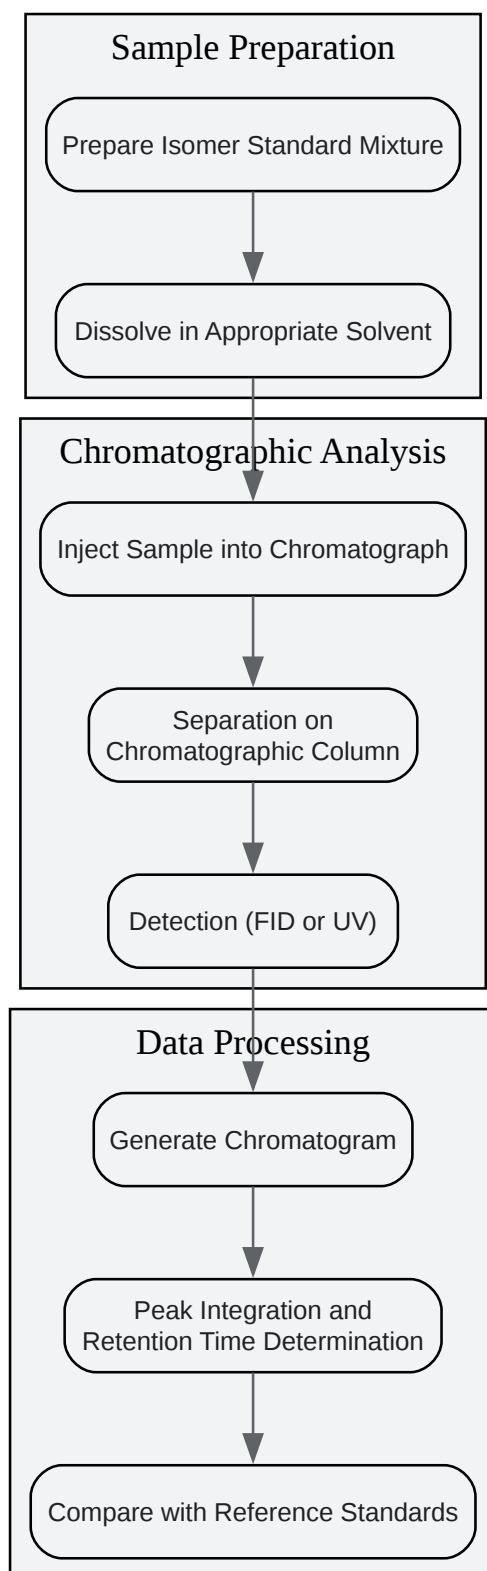 Sample Preparation
Prepare Isomer Standard Mixture
Dissolve in Appropriate Solvent
Chromatographic Analysis
Inject Sample into Chromatograph
Separation on
Chromatographic Column
Detection (FID or UV)
Data Processing
Generate Chromatogram
Peak Integration and
Retention Time Determination
Compare with Reference Standards